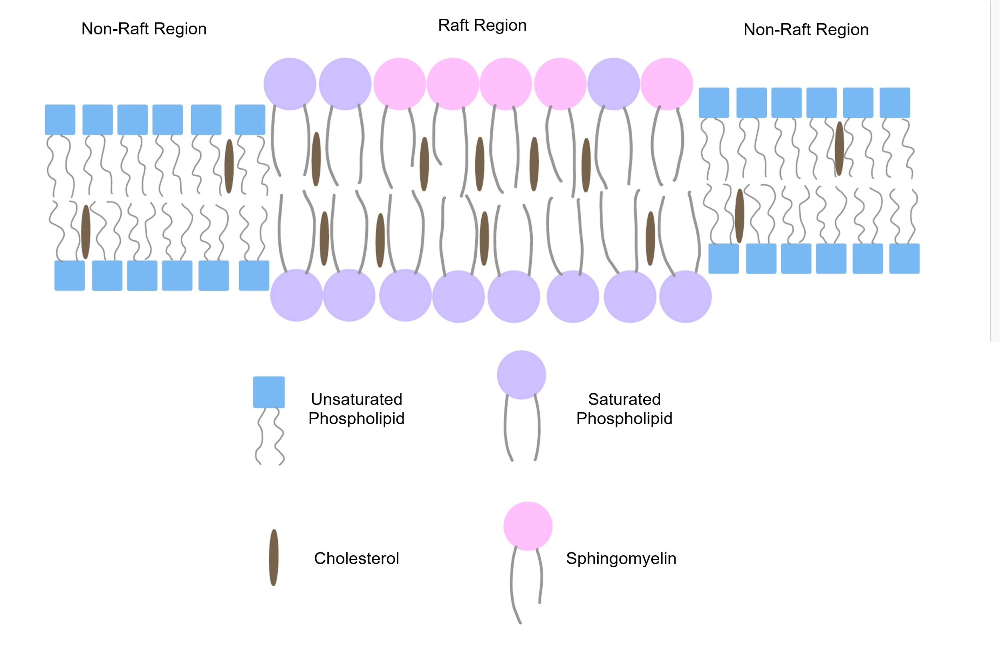 Non-Raft Region
Raft Region
Non-Raft Region
Unsaturated
Phospholipid
Saturated
Phospholipid
Cholesterol
Sphingomyelin